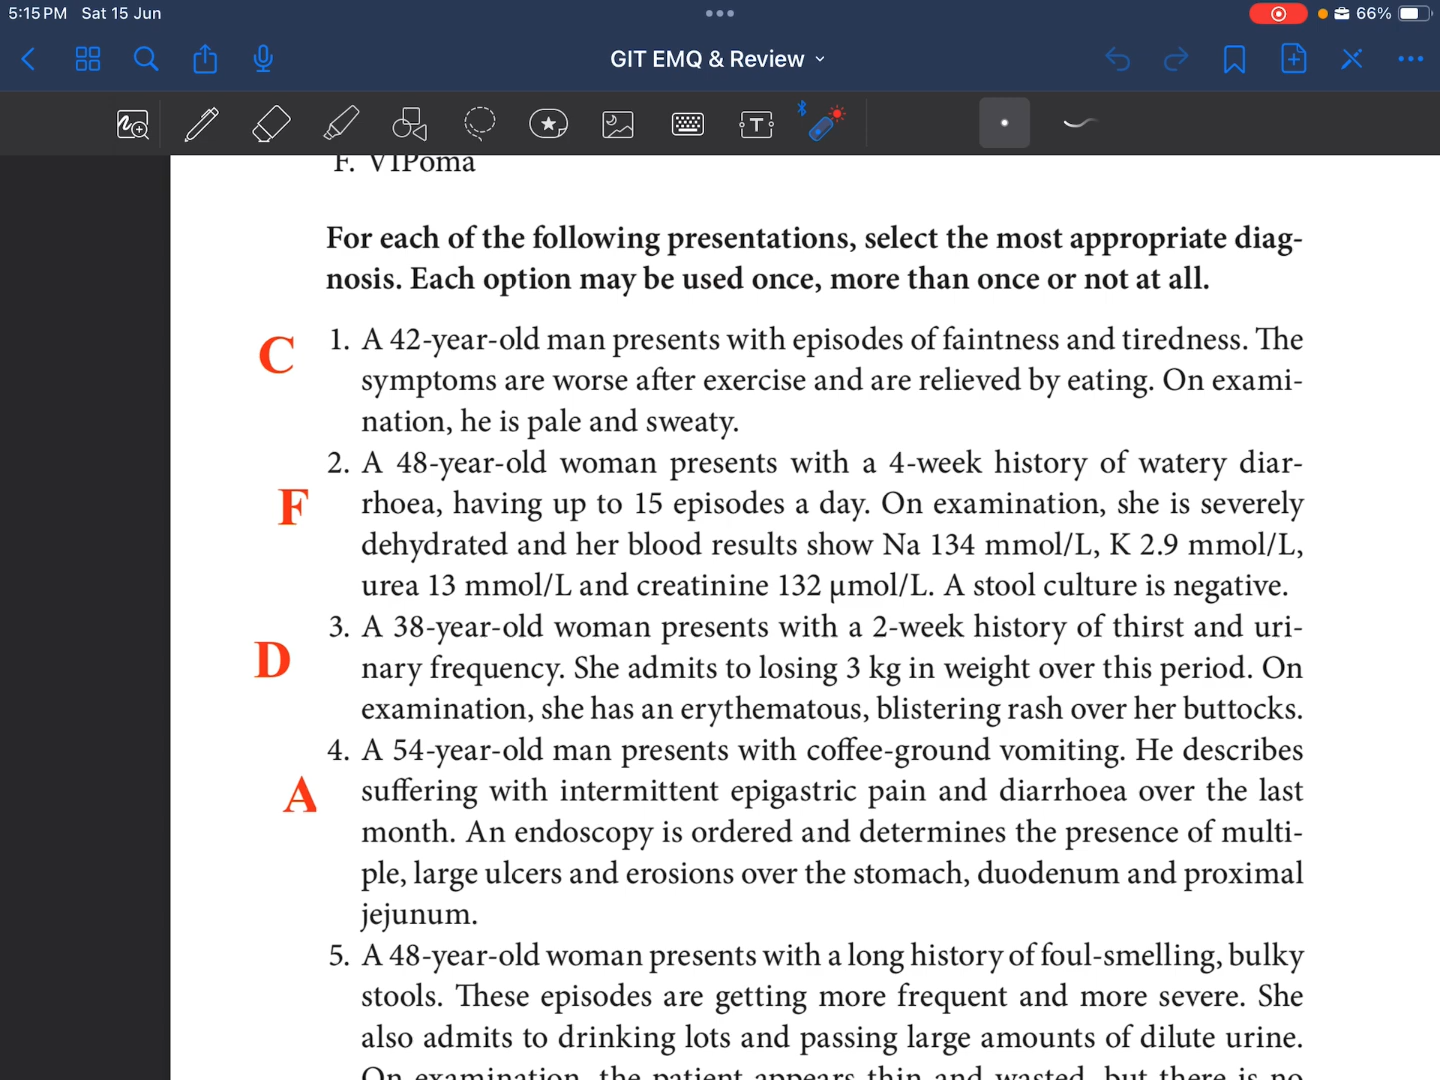 5:15 PM Sat 15 Jun
66%
GIT EMQ & Review
T
F. VIPoma
For each of the following presentations, select the most appropriate diag-
nosis. Each option may be used once, more than once or not at all.
C
1. A 42-year-old man presents with episodes of faintness and tiredness. The
symptoms are worse after exercise and are relieved by eating. On exami-
nation, he is pale and sweaty.
2. A 48-year-old woman presents with a 4-week history of watery diar-
F
rhoea, having up to 15 episodes a day. On examination, she is severely
dehydrated and her blood results show Na 134 mmol/L, K 2.9 mmol/L,
urea 13 mmol/L and creatinine 132 µmol/L. A stool culture is negative.
3. A 38-year-old woman presents with a 2-week history of thirst and uri-
D
nary frequency. She admits to losing 3 kg in weight over this period. On
examination, she has an erythematous, blistering rash over her buttocks.
4. A 54-year-old man presents with coffee-ground vomiting. He describes
A
suffering with intermittent epigastric pain and diarrhoea over the last
month. An endoscopy is ordered and determines the presence of multi-
ple, large ulcers and erosions over the stomach, duodenum and proximal
jejunum.
5. A 48-year-old woman presents with a long history of foul-smelling, bulky
stools. These episodes are getting more frequent and more severe. She
also admits to drinking lots and passing large amounts of dilute urine.
On examination, the patient appears thin and wasted, but there is no